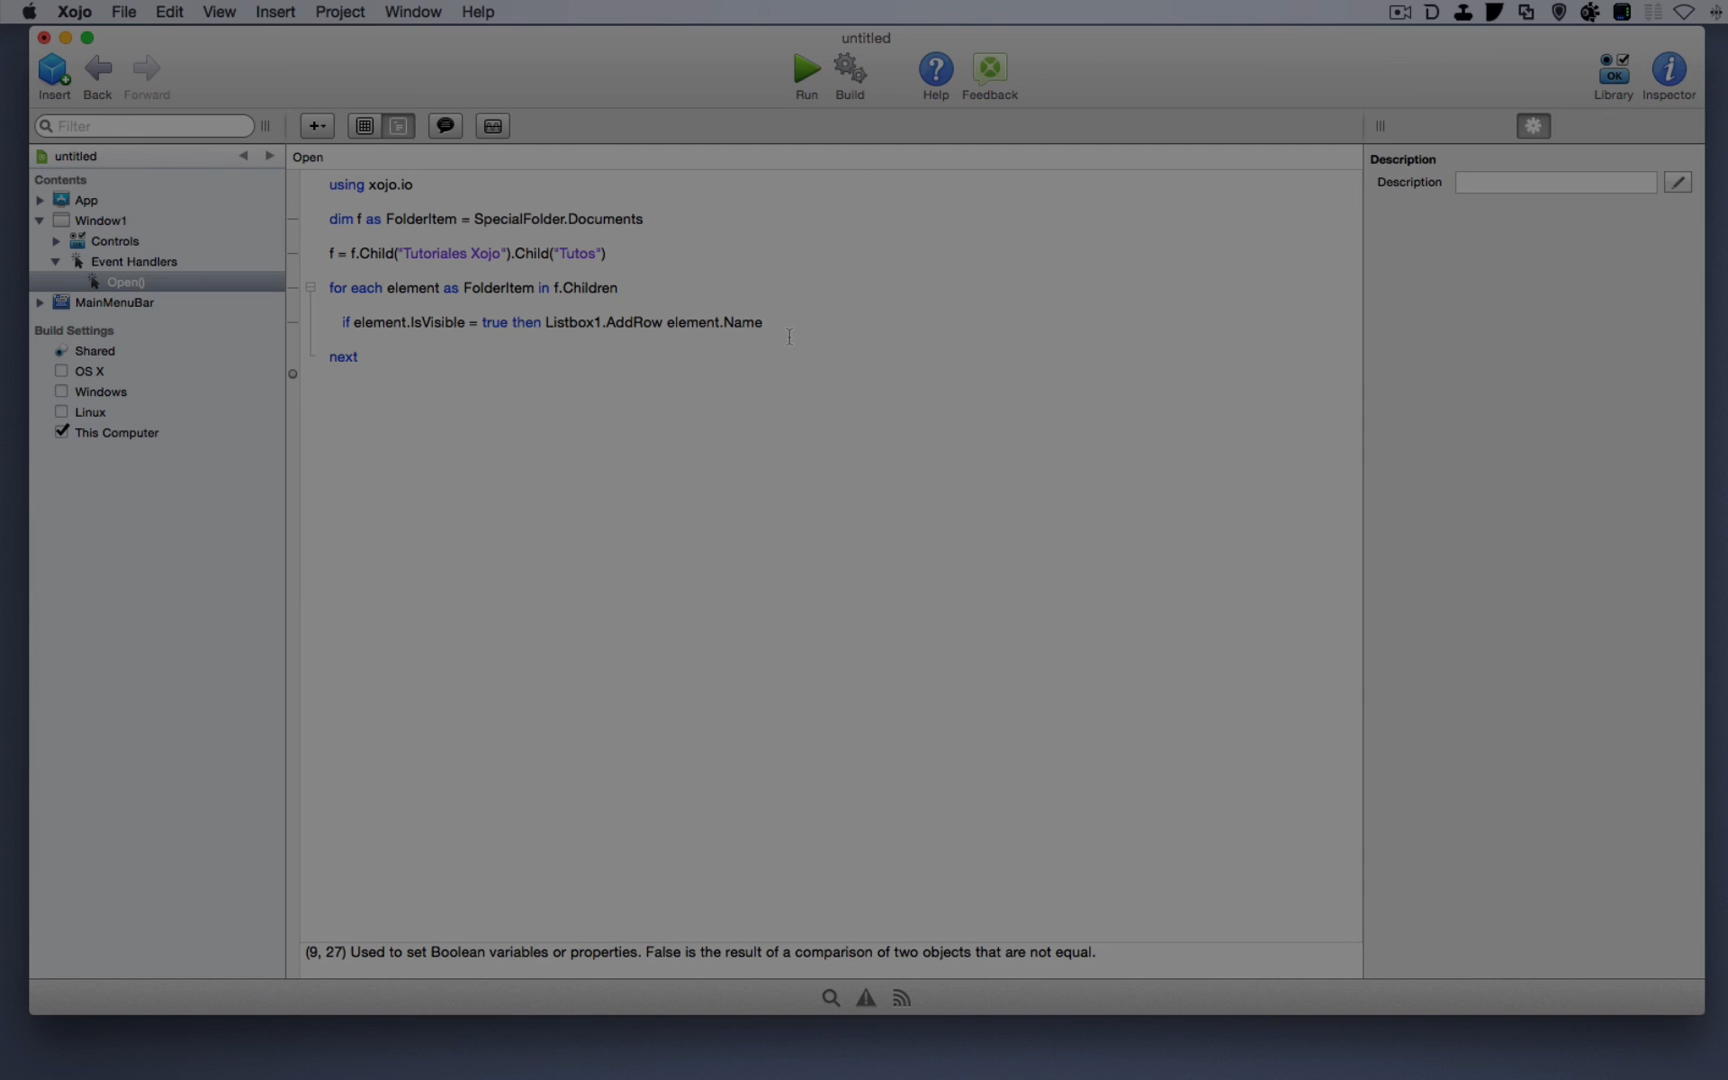 Xojo File Edit View Insert Project Window Help
untitled
Insert Back Forward Run Build Help Feedback OK Library Inspector
Filter
untitled
Contents
App
Window1
Controls
Event Handlers
Open()
MainMenuBar
Build Settings
Shared
OS X
Windows
Linux
This Computer
Open
using xojo.io
dim f as FolderItem = SpecialFolder.Documents
f = f.Child("Tutoriales Xojo").Child("Tutos")
for each element as FolderItem in f.Children
if element.IsVisible = true then Listbox1.AddRow element.Name
next
(9, 27) Used to set Boolean variables or properties. False is the result of a comparison of two objects that are not equal.
Description
Description